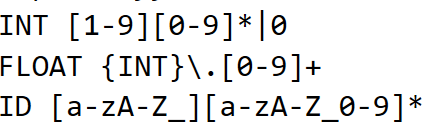 INT [1-9][0-9]*|0
FLOAT {INT}\.[0-9]+
ID [a-zA-Z_][a-zA-Z_0-9]*